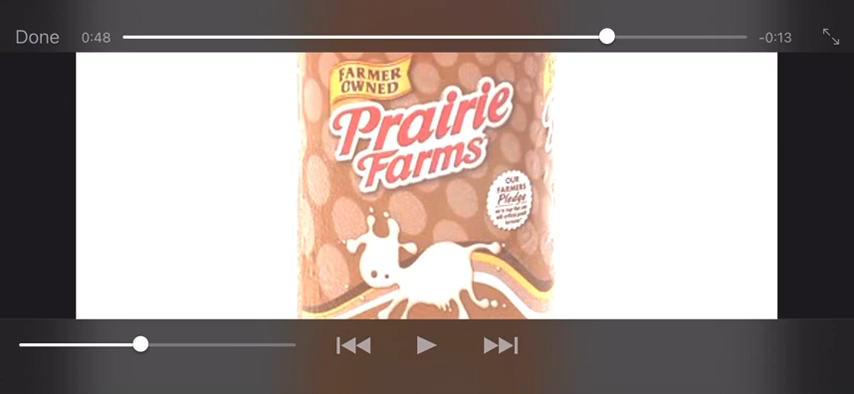 Done
0:48
-0:13
FARMER
OWNED
Prairie
Farms
OUR
FARMERS
Pledge